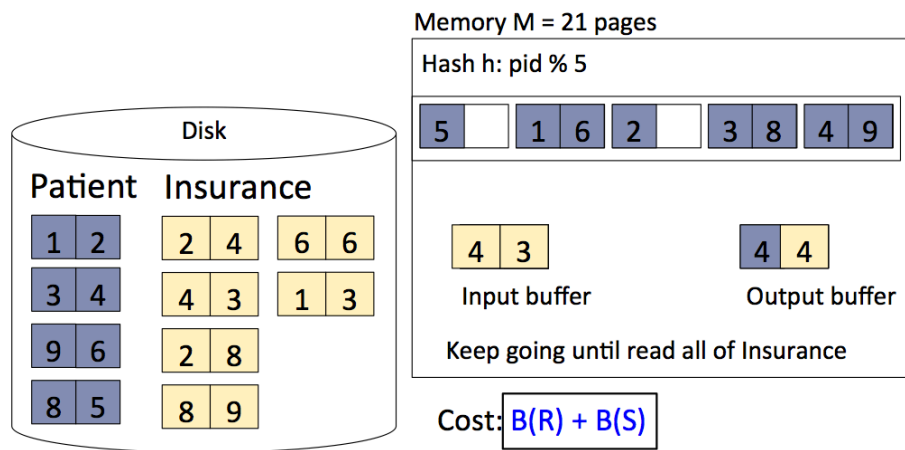 Memory M = 21 pages
Hash h: pid % 5
5 1 6 2 3 8 4 9
Disk
Patient Insurance
1 2 2 4 6 6
3 4 4 3 1 3
9 6 2 8
8 5 8 9
4 3 4 4
Input buffer Output buffer
Keep going until read all of Insurance
Cost: B(R) + B(S)